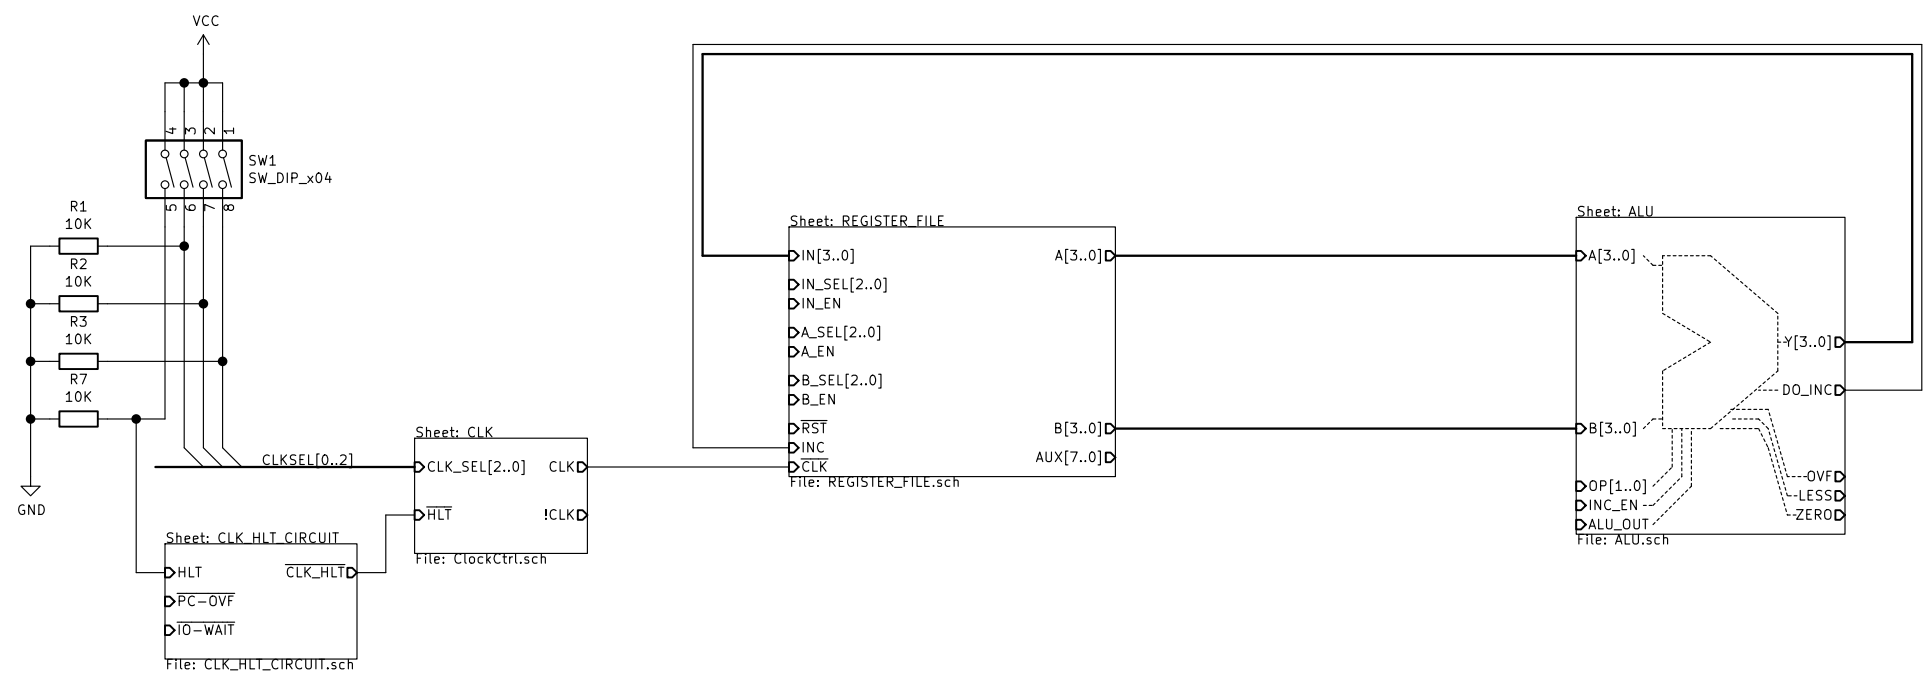 VCC
4
3
2
1
SW1
SW_DIP_x04
5
6
7
8
R1
10K
R2
10K
R3
10K
R7
10K
GND
CLKSEL[0..2]
Sheet: CLK_HLT_CIRCUIT
HLT
CLK_HLT
PC-OVF
IO-WAIT
File: CLK_HLT_CIRCUIT.sch
Sheet: CLK
CLK_SEL[2..0]
CLK
HLT
!CLK
File: ClockCtrl.sch
Sheet: REGISTER_FILE
IN[3..0]
A[3..0]
IN_SEL[2..0]
IN_EN
A_SEL[2..0]
A_EN
B_SEL[2..0]
B_EN
RST
B[3..0]
INC
AUX[7..0]
CLK
File: REGISTER_FILE.sch
Sheet: ALU
A[3..0]
Y[3..0]
DO_INC
B[3..0]
OVF
OP[1..0]
LESS
INC_EN
ZERO
ALU_OUT
File: ALU.sch